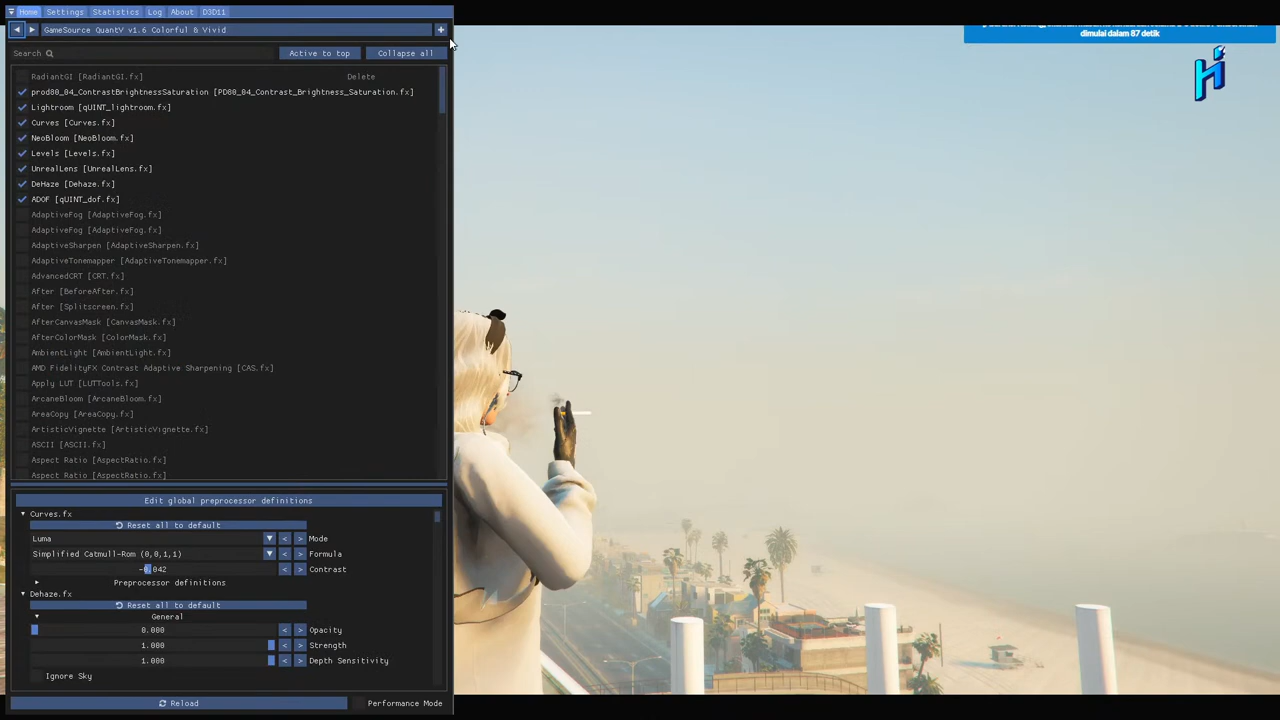 Home Settings Statistics Log About D3D11
GameSource QuantV v1.6 Colorful & Vivid +
Search Active to top Collapse all
RadiantGI [RadiantGI.fx] Delete
prod80_04_ContrastBrightnessSaturation [PD80_04_Contrast_Brightness_Saturation.fx]
Lightroom [qUINT_lightroom.fx]
Curves [Curves.fx]
NeoBloom [NeoBloom.fx]
Levels [Levels.fx]
UnrealLens [UnrealLens.fx]
DeHaze [Dehaze.fx]
ADOF [qUINT_dof.fx]
AdaptiveFog [AdaptiveFog.fx]
AdaptiveFog [AdaptiveFog.fx]
AdaptiveSharpen [AdaptiveSharpen.fx]
AdaptiveTonemapper [AdaptiveTonemapper.fx]
AdvancedCRT [CRT.fx]
After [BeforeAfter.fx]
After [Splitscreen.fx]
AfterCanvasMask [CanvasMask.fx]
AfterColorMask [ColorMask.fx]
AmbientLight [AmbientLight.fx]
AMD FidelityFX Contrast Adaptive Sharpening [CAS.fx]
Apply LUT [LUTTools.fx]
ArcaneBloom [ArcaneBloom.fx]
AreaCopy [AreaCopy.fx]
ArtisticVignette [ArtisticVignette.fx]
ASCII [ASCII.fx]
Aspect Ratio [AspectRatio.fx]
Aspect Ratio [AspectRatio.fx]
Edit global preprocessor definitions
Curves.fx
Reset all to default
Luma < > Mode
Simplified Catmull-Rom (0,0,1,1) < > Formula
-0.042 < > Contrast
Preprocessor definitions
Dehaze.fx
Reset all to default
General
0.000 < > Opacity
1.000 < > Strength
1.000 < > Depth Sensitivity
Ignore Sky
Reload Performance Mode
dimulai dalam 87 detik